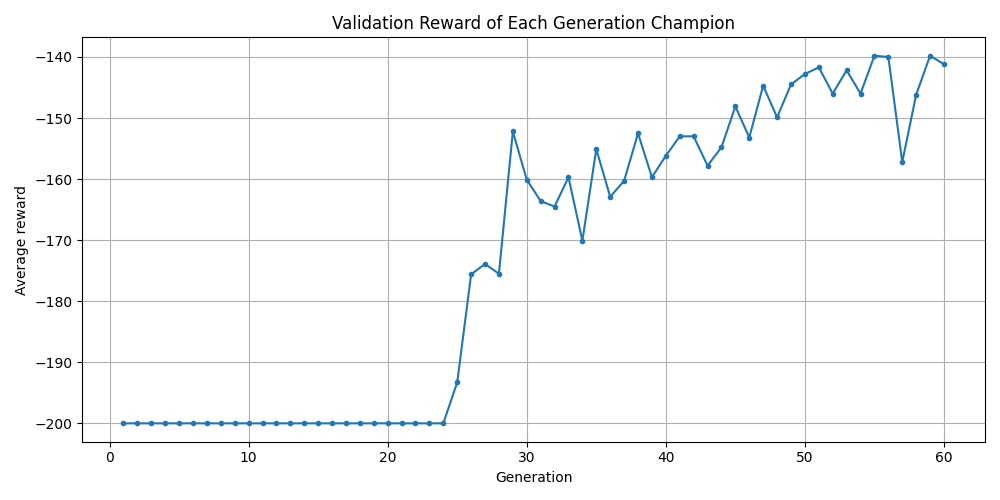 Validation Reward of Each Generation Champion
Average reward
−140
−150
−160
−170
−180
−190
−200
0 10 20 30 40 50 60
Generation